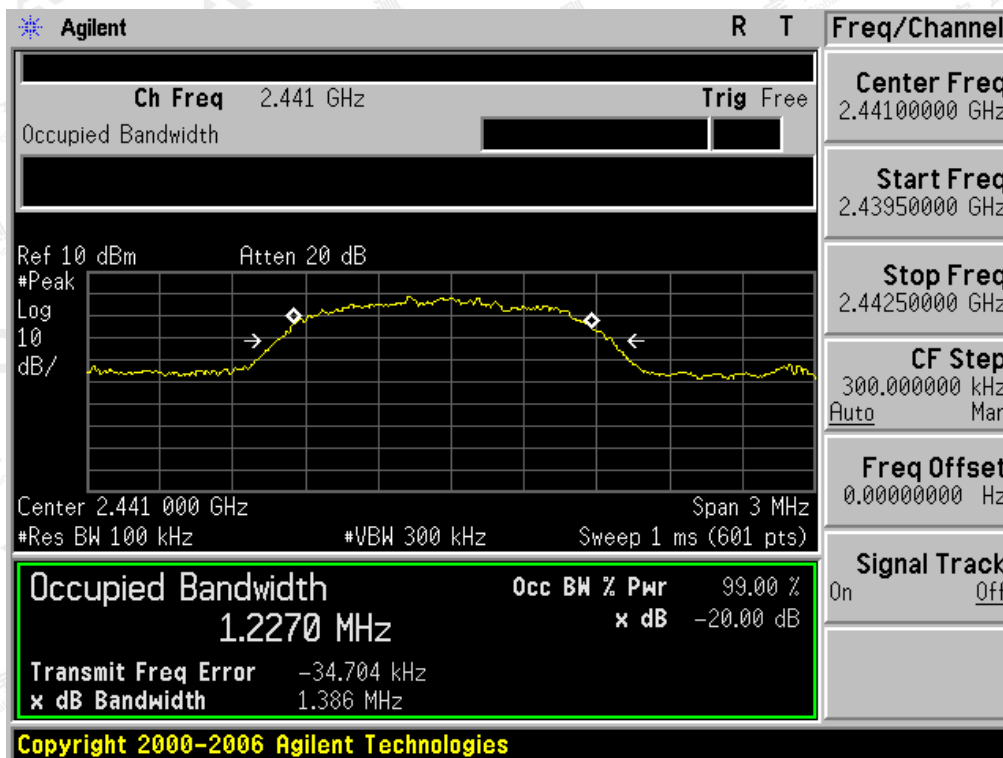 Agilent R T Freq/Channel
Ch Freq 2.441 GHz Trig Free
Occupied Bandwidth
Center Freq
2.44100000 GHz
Start Freq
2.43950000 GHz
Stop Freq
2.44250000 GHz
CF Step
300.000000 kHz
Auto Man
Freq Offset
0.00000000 Hz
Signal Track
On Off
Ref 10 dBm Atten 20 dB
#Peak
Log
10
dB/
Center 2.441 000 GHz Span 3 MHz
#Res BW 100 kHz #VBW 300 kHz Sweep 1 ms (601 pts)
Occupied Bandwidth Occ BW % Pwr 99.00 %
1.2270 MHz x dB -20.00 dB
Transmit Freq Error -34.704 kHz
x dB Bandwidth 1.386 MHz
Copyright 2000-2006 Agilent Technologies